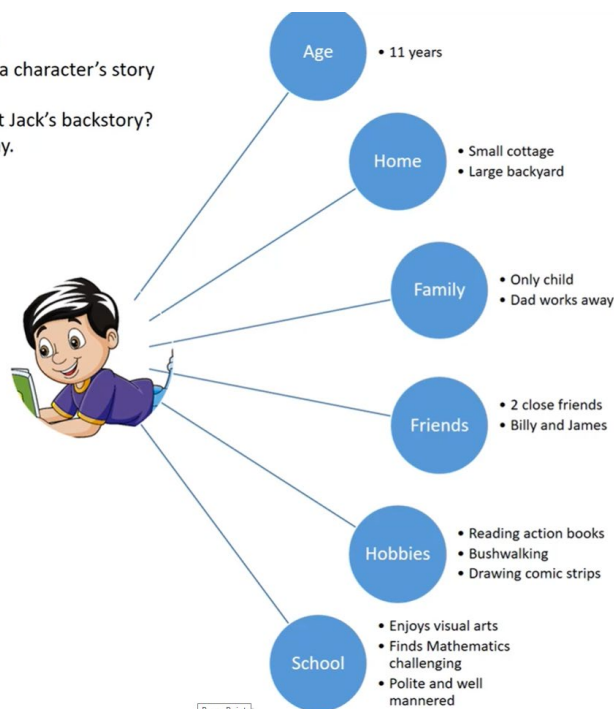 a character's story
t Jack's backstory?
y.
Age
• 11 years
Home
• Small cottage
• Large backyard
Family
• Only child
• Dad works away
Friends
• 2 close friends
• Billy and James
Hobbies
• Reading action books
• Bushwalking
• Drawing comic strips
School
• Enjoys visual arts
• Finds Mathematics
challenging
• Polite and well
mannered